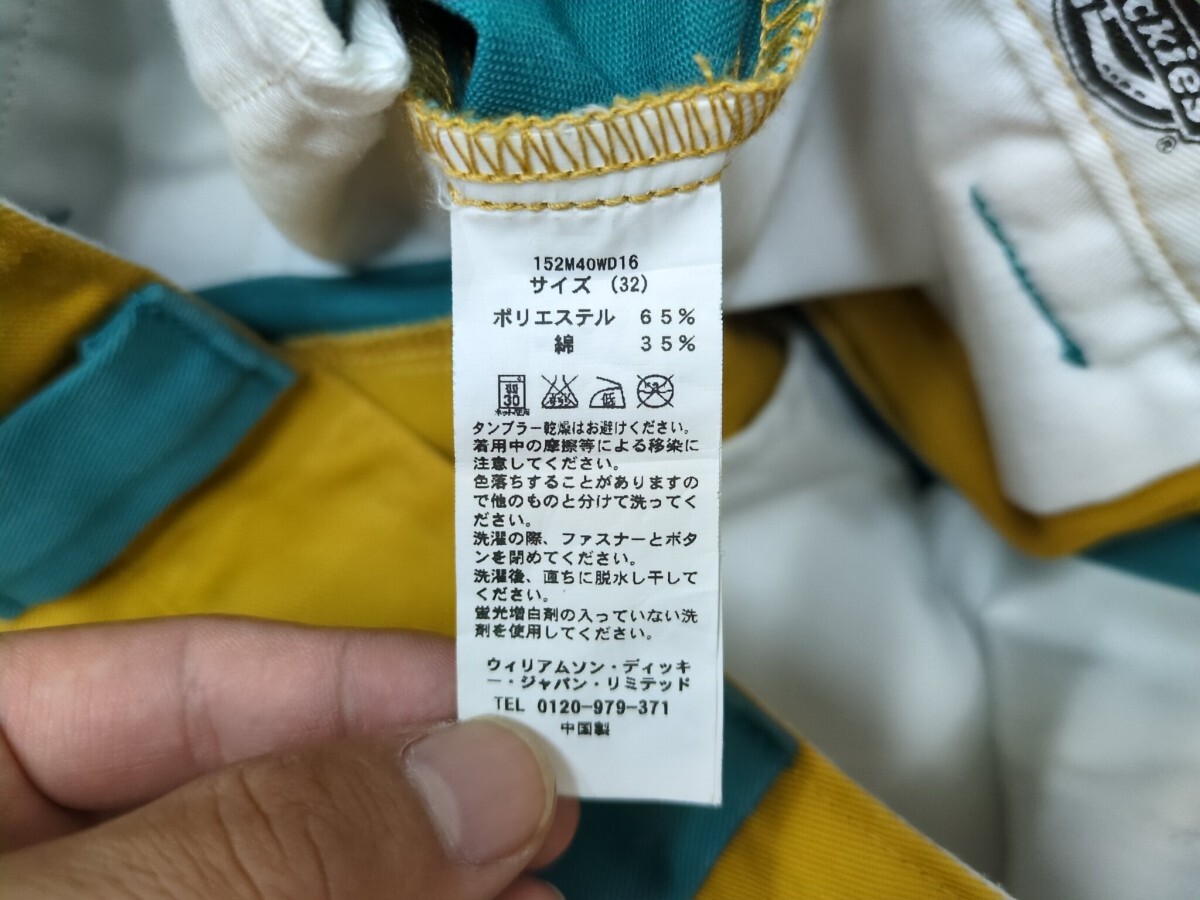 ckies
®
152M40WD16
サイズ (32)
ポリエステル 65%
綿 35%
弱
30
ネット使用
低
タンブラー乾燥はお避けください。
着用中の摩擦等による移染に
注意してください。
色落ちすることがありますの
で他のものと分けて洗ってく
ださい。
洗濯の際、ファスナーとボタ
ンを閉めてください。
洗濯後、直ちに脱水し干して
ください。
蛍光増白剤の入っていない洗
剤を使用してください。
ウィリアムソン・ディッキ
ー・ジャパン・リミテッド
TEL 0120-979-371
中国製